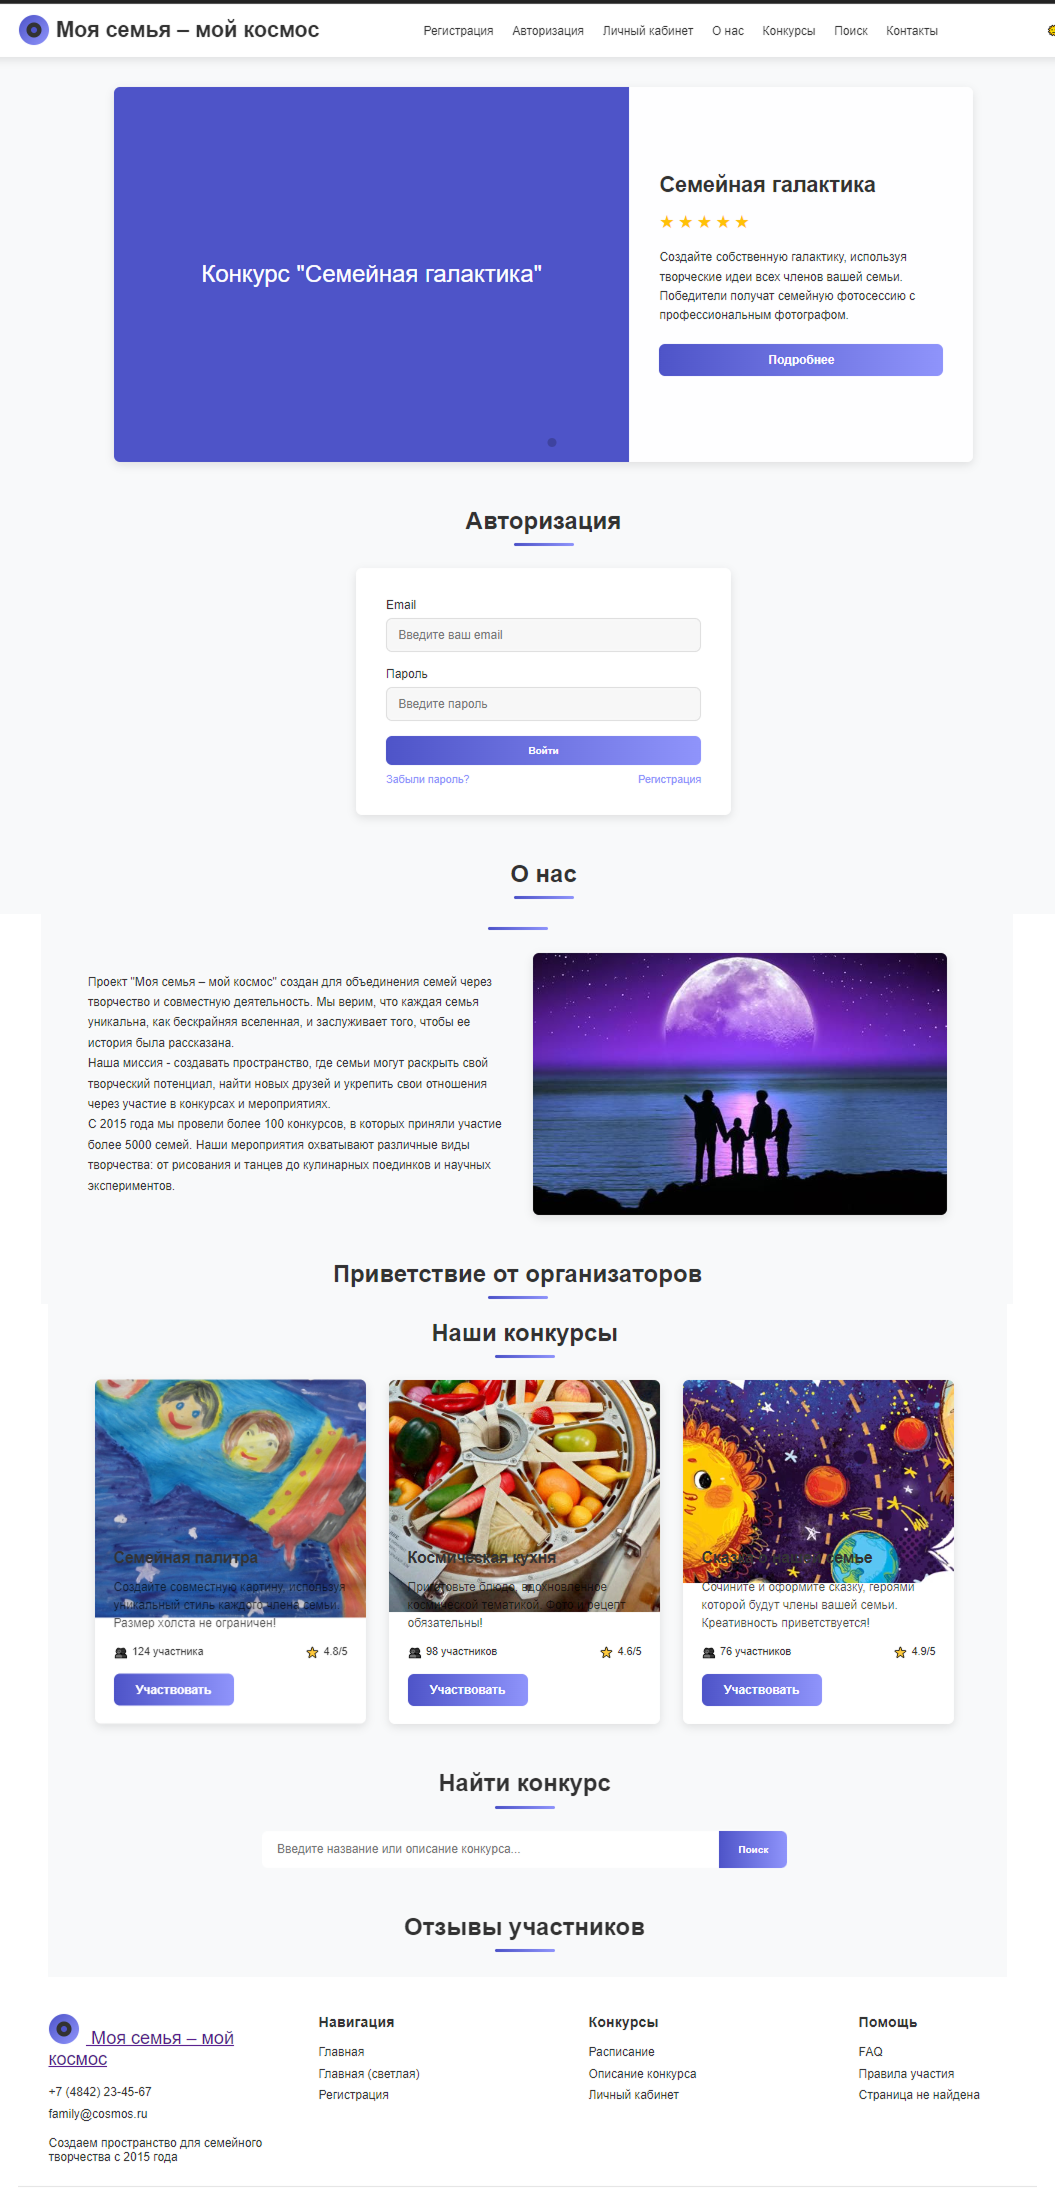 Моя семья – мой космос
Регистрация Авторизация Личный кабинет О нас Конкурсы Поиск Контакты
Конкурс "Семейная галактика"
Семейная галактика
★ ★ ★ ★ ★
Создайте собственную галактику, используя
творческие идеи всех членов вашей семьи.
Победители получат семейную фотосессию с
профессиональным фотографом.
Подробнее
Авторизация
Email
Введите ваш email
Пароль
Введите пароль
Войти
Забыли пароль? Регистрация
О нас
Проект "Моя семья – мой космос" создан для объединения семей через
творчество и совместную деятельность. Мы верим, что каждая семья
уникальна, как бескрайняя вселенная, и заслуживает того, чтобы ее
история была рассказана.
Наша миссия - создавать пространство, где семьи могут раскрыть свой
творческий потенциал, найти новых друзей и укрепить свои отношения
через участие в конкурсах и мероприятиях.
С 2015 года мы провели более 100 конкурсов, в которых приняли участие
более 5000 семей. Наши мероприятия охватывают различные виды
творчества: от рисования и танцев до кулинарных поединков и научных
экспериментов.
Приветствие от организаторов
Наши конкурсы
Семейная палитра
Создайте совместную картину, используя
уникальный стиль каждого члена семьи.
Размер холста не ограничен!
124 участника 4.8/5
Участвовать
Космическая кухня
Приготовьте блюдо, вдохновленное
космической тематикой. Фото и рецепт
обязательны!
98 участников 4.6/5
Участвовать
Сказка о нашей семье
Сочините и оформите сказку, героями
которой будут члены вашей семьи.
Креативность приветствуется!
76 участников 4.9/5
Участвовать
Найти конкурс
Введите название или описание конкурса...
Поиск
Отзывы участников
Моя семья – мой
космос
+7 (4842) 23-45-67
family@cosmos.ru
Создаем пространство для семейного
творчества с 2015 года
Навигация
Главная
Главная (светлая)
Регистрация
Конкурсы
Расписание
Описание конкурса
Личный кабинет
Помощь
FAQ
Правила участия
Страница не найдена